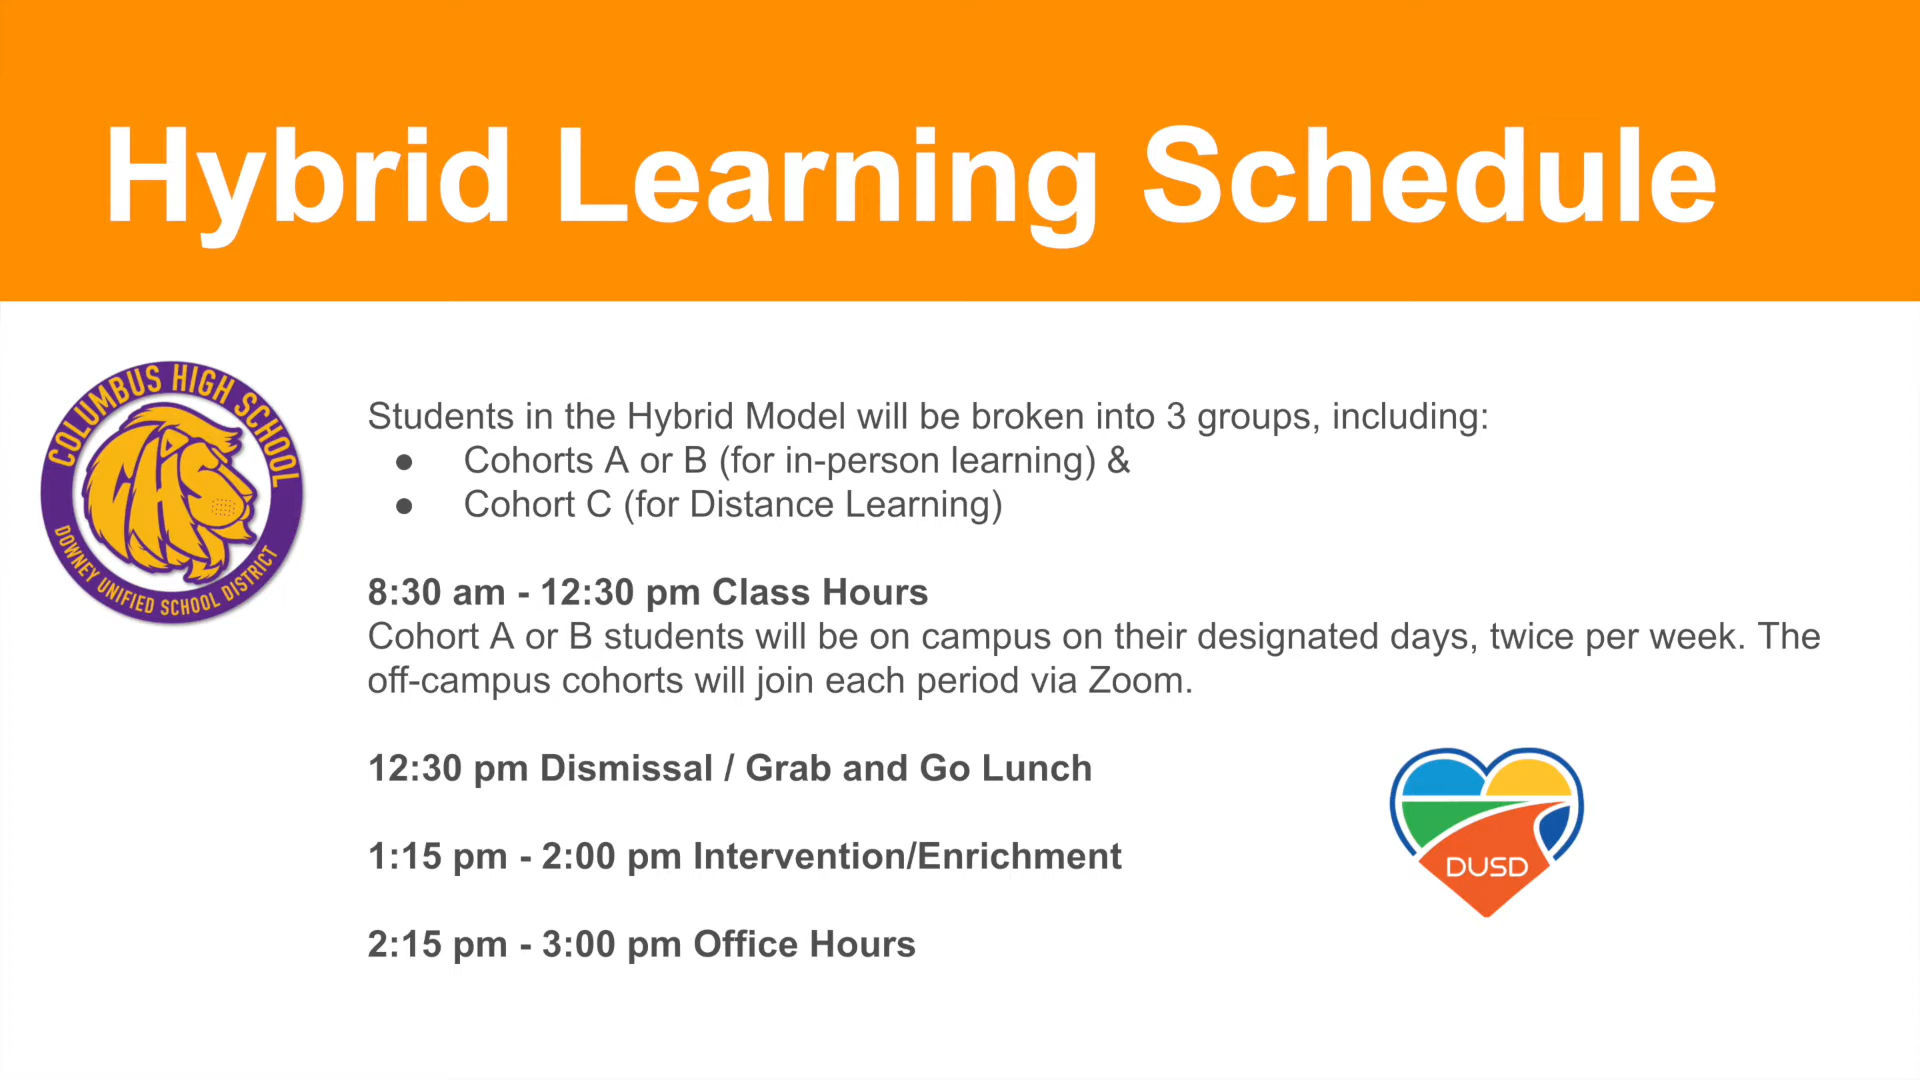 Hybrid Learning Schedule
COLUMBUS HIGH SCHOOL
CHS
DOWNEY UNIFIED SCHOOL DISTRICT
Students in the Hybrid Model will be broken into 3 groups, including:
● Cohorts A or B (for in-person learning) &
● Cohort C (for Distance Learning)
8:30 am - 12:30 pm Class Hours
Cohort A or B students will be on campus on their designated days, twice per week. The
off-campus cohorts will join each period via Zoom.
12:30 pm Dismissal / Grab and Go Lunch
1:15 pm - 2:00 pm Intervention/Enrichment
DUSD
2:15 pm - 3:00 pm Office Hours